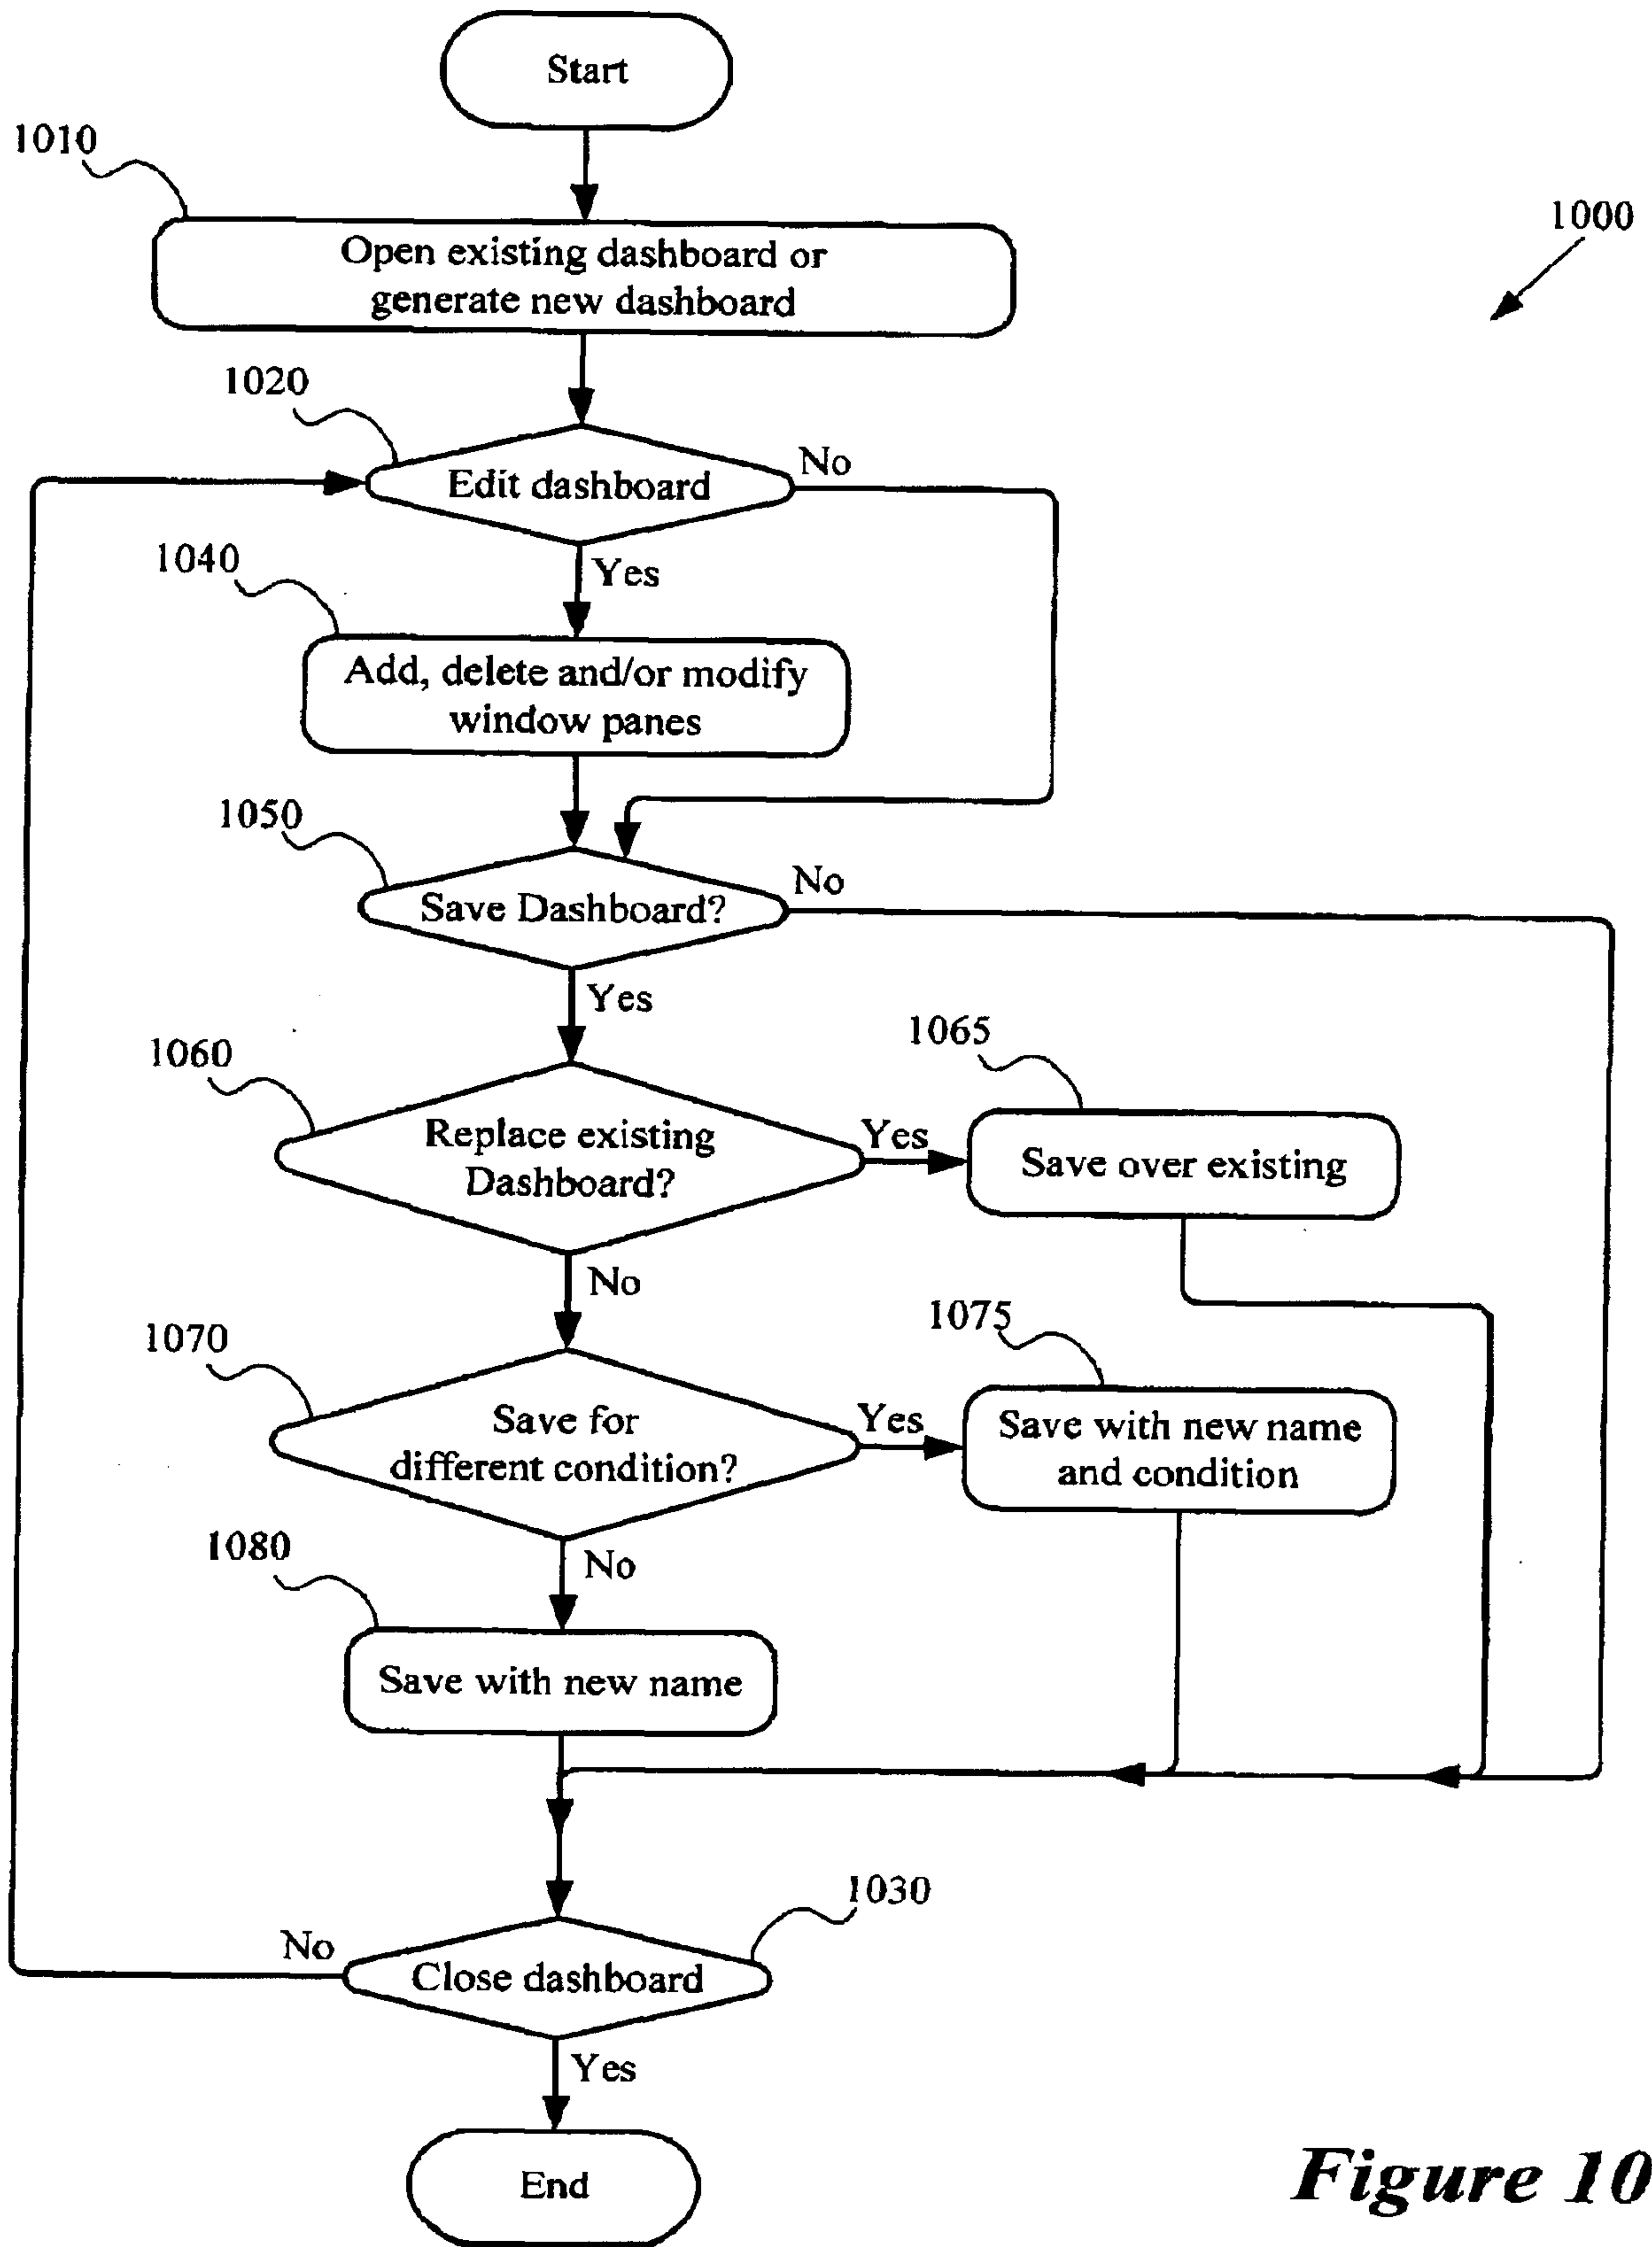 Start
1010
1000
Open existing dashboard or
generate new dashboard
1020
No
Edit dashboard
1040
Yes
Add, delete and/or modify
window panes
1050
No
Save Dashboard?
Yes
1065
1060
Replace existing
Dashboard?
Yes
Save over existing
No
1075
1070
Save for
different condition?
Yes
Save with new name
and condition
1080
No
Save with new name
1030
No
Close dashboard
Yes
End
Figure 10